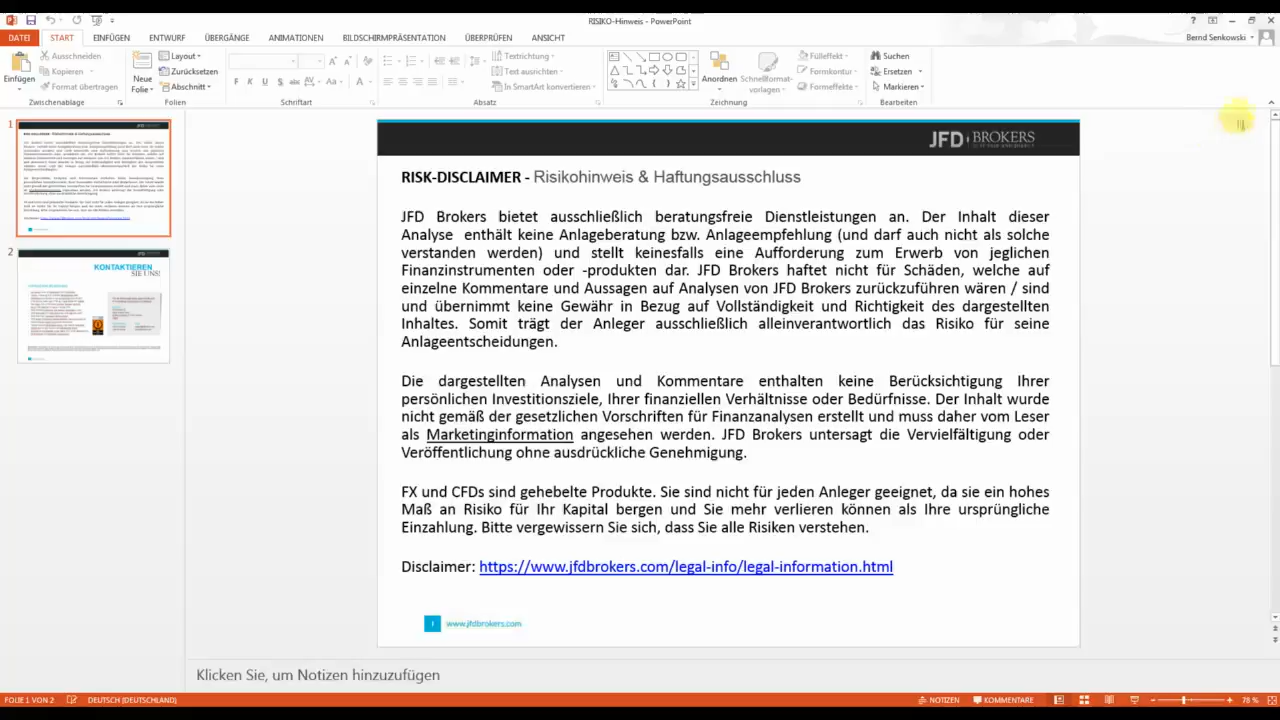 RISIKO-Hinweis - PowerPoint
DATEI START EINFÜGEN ENTWURF ÜBERGÄNGE ANIMATIONEN BILDSCHIRMPRÄSENTATION ÜBERPRÜFEN ANSICHT Bernd Senkowski
Einfügen
Ausschneiden
Kopieren
Format übertragen
Zwischenablage
Neue
Folie
Layout
Zurücksetzen
Abschnitt
Folien
F K U S abc AV Aa A
Schriftart
Textrichtung
Text ausrichten
In SmartArt konvertieren
Absatz
Anordnen
Schnellformat-
vorlagen
Fülleffekt
Formkontur
Formeffekte
Zeichnung
Suchen
Ersetzen
Markieren
Bearbeiten
1
2
KONTAKTIEREN
SIE UNS!
JFD BROKERS
RISK-DISCLAIMER - Risikohinweis & Haftungsausschluss
JFD Brokers bietet ausschließlich beratungsfreie Dienstleistungen an. Der Inhalt dieser
Analyse enthält keine Anlageberatung bzw. Anlageempfehlung (und darf auch nicht als solche
verstanden werden) und stellt keinesfalls eine Aufforderung zum Erwerb von jeglichen
Finanzinstrumenten oder -produkten dar. JFD Brokers haftet nicht für Schäden, welche auf
einzelne Kommentare und Aussagen auf Analysen von JFD Brokers zurückzuführen wären / sind
und übernimmt keine Gewähr in Bezug auf Vollständigkeit und Richtigkeit des dargestellten
Inhaltes. Somit trägt der Anleger ausschließlich alleinverantwortlich das Risiko für seine
Anlageentscheidungen.
Die dargestellten Analysen und Kommentare enthalten keine Berücksichtigung Ihrer
persönlichen Investitionsziele, Ihrer finanziellen Verhältnisse oder Bedürfnisse. Der Inhalt wurde
nicht gemäß der gesetzlichen Vorschriften für Finanzanalysen erstellt und muss daher vom Leser
als Marketinginformation angesehen werden. JFD Brokers untersagt die Vervielfältigung oder
Veröffentlichung ohne ausdrückliche Genehmigung.
FX und CFDs sind gehebelte Produkte. Sie sind nicht für jeden Anleger geeignet, da sie ein hohes
Maß an Risiko für Ihr Kapital bergen und Sie mehr verlieren können als Ihre ursprüngliche
Einzahlung. Bitte vergewissern Sie sich, dass Sie alle Risiken verstehen.
Disclaimer: https://www.jfdbrokers.com/legal-info/legal-information.html
1 www.jfdbrokers.com
Klicken Sie, um Notizen hinzuzufügen
FOLIE 1 VON 2 DEUTSCH (DEUTSCHLAND) NOTIZEN KOMMENTARE 78 %